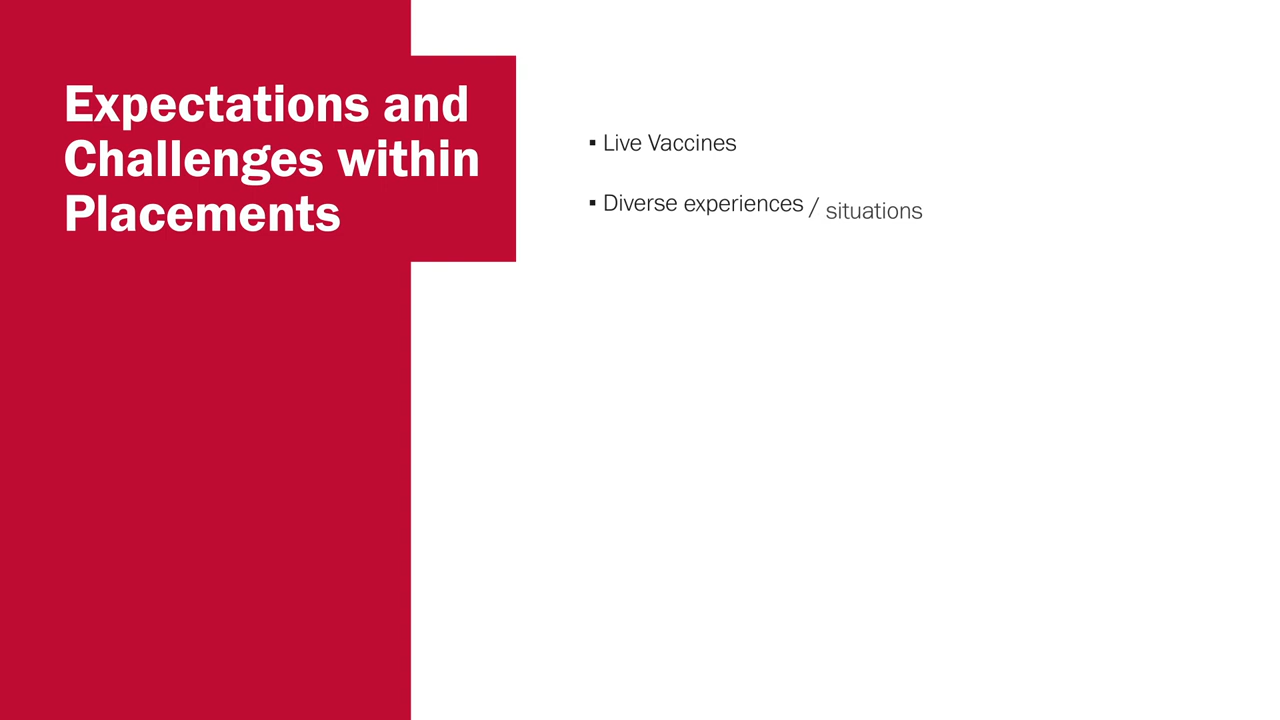 Expectations and
Challenges within
Placements
▪ Live Vaccines
▪ Diverse experiences / situations